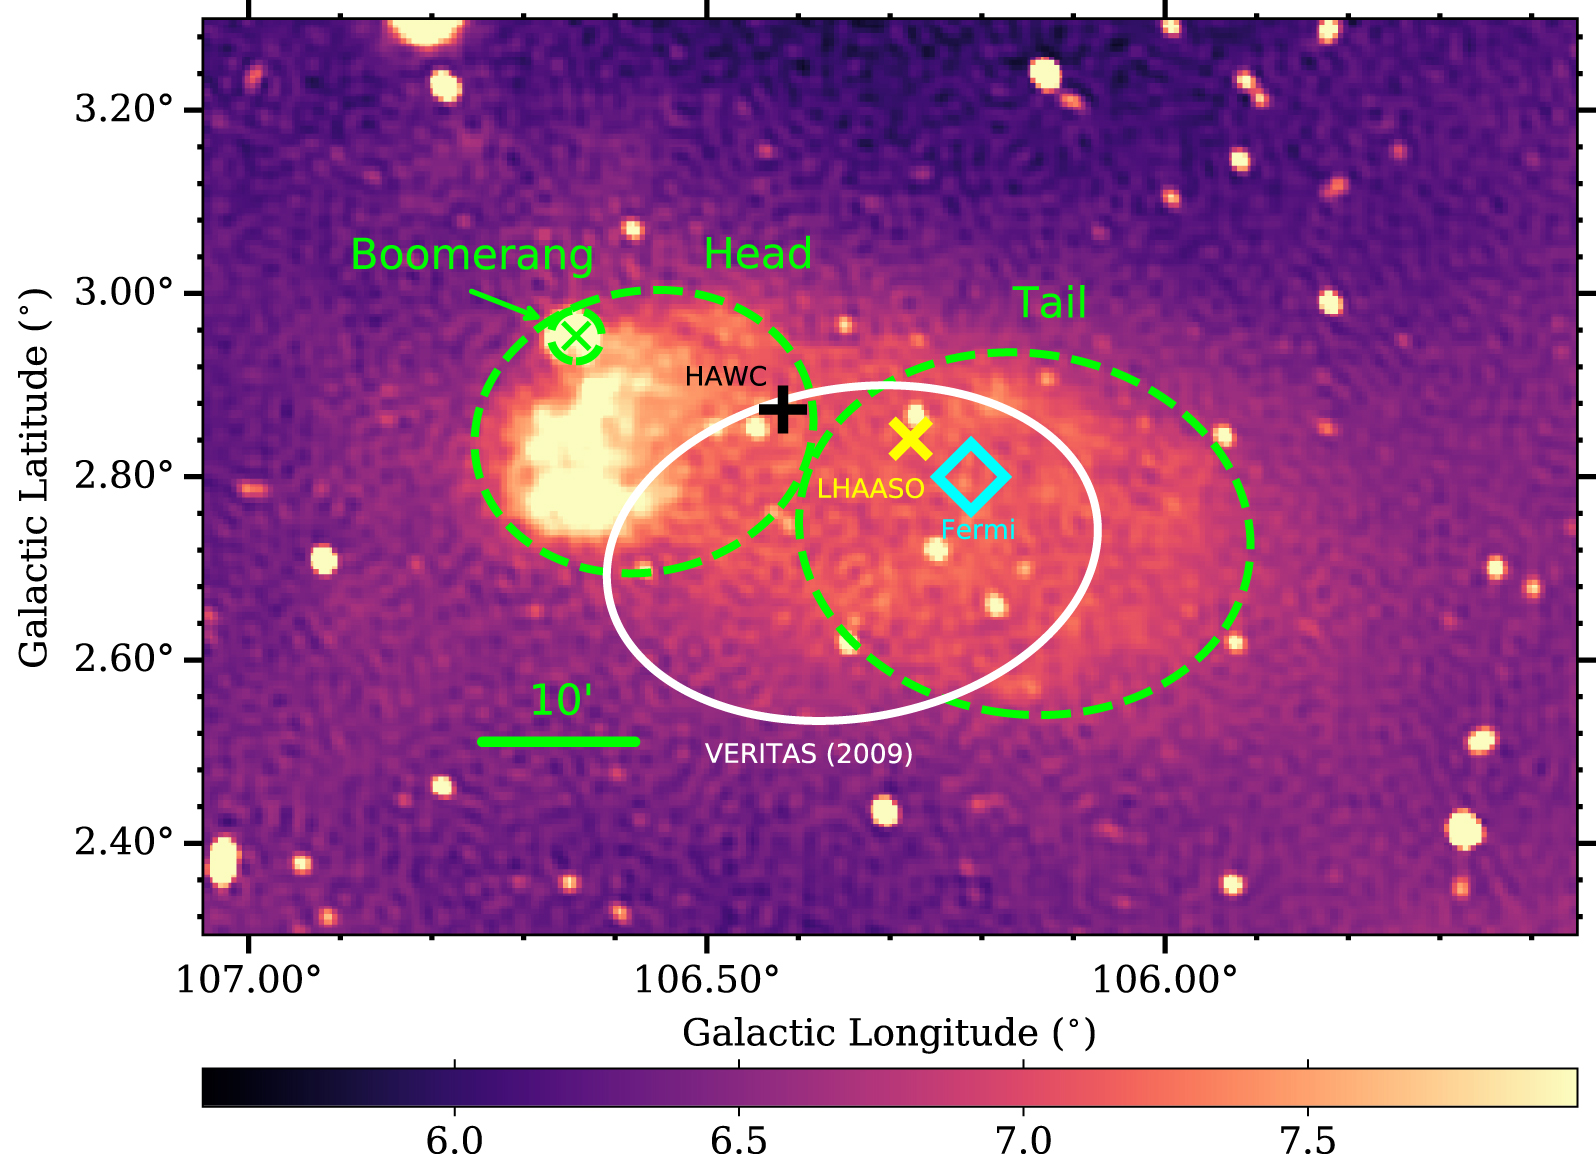 3.20°
3.00°
2.80°
2.60°
2.40°
Galactic Latitude (°)
Boomerang
Head
Tail
HAWC
LHAASO
Fermi
10'
VERITAS (2009)
107.00°
106.50°
106.00°
Galactic Longitude (°)
6.0
6.5
7.0
7.5